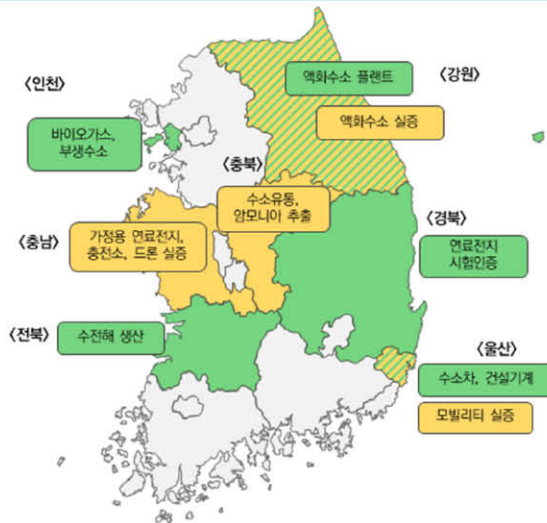 <강원>
액화수소 플랜트
액화수소 실증
<인천>
바이오가스,
부생수소
<충북>
수소유통,
암모니아 추출
<충남>
가정용 연료전지,
충전소, 드론 실증
<경북>
연료전지
시험인증
<전북>
수전해 생산
<울산>
수소차, 건설기계
모빌리티 실증